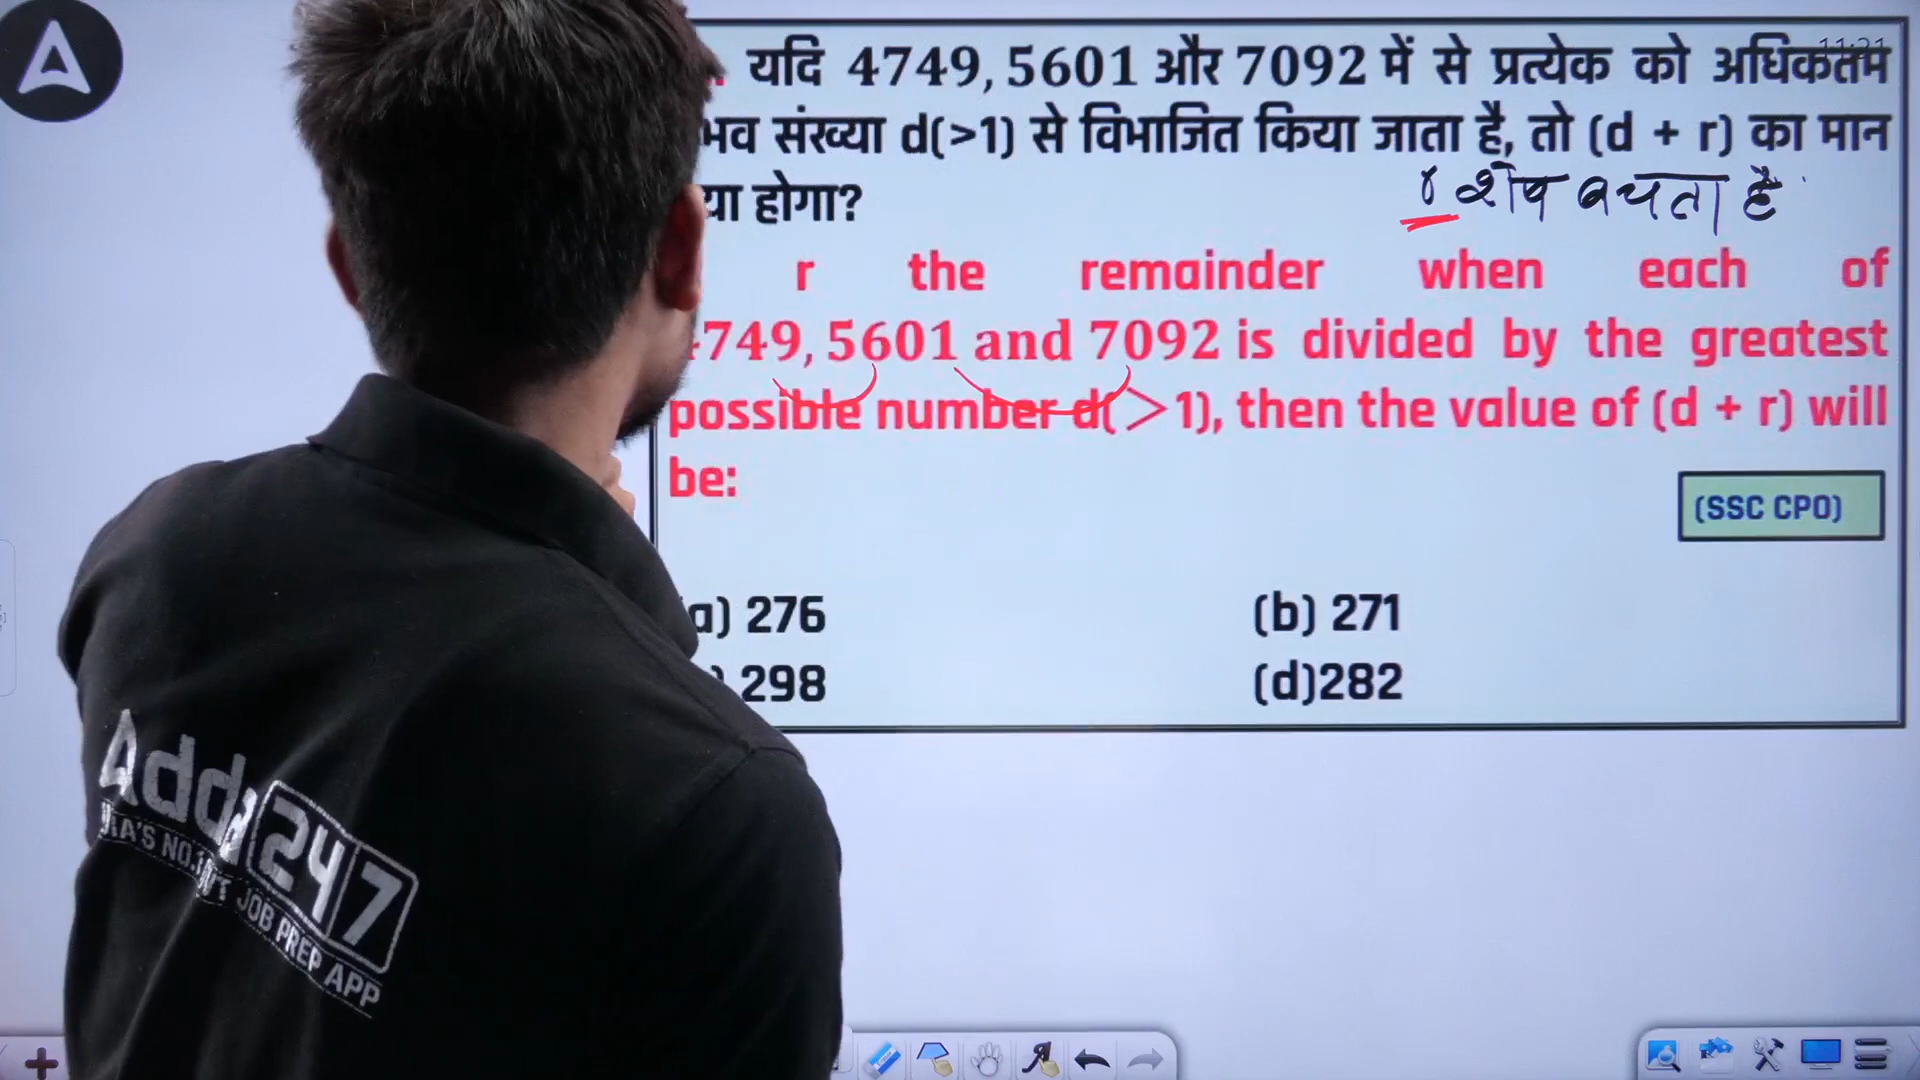 यदि 4749, 5601 और 7092 में से प्रत्येक को अधिकतम
भव संख्या d(>1) से विभाजित किया जाता है, तो (d + r) का मान
या होगा?
r शेष बचता है
r the remainder when each of
4749, 5601 and 7092 is divided by the greatest
possible number d(>1), then the value of (d + r) will
be:
(SSC CPO)
a) 276 (b) 271
) 298 (d)282
Adda247
JOB PREP APP